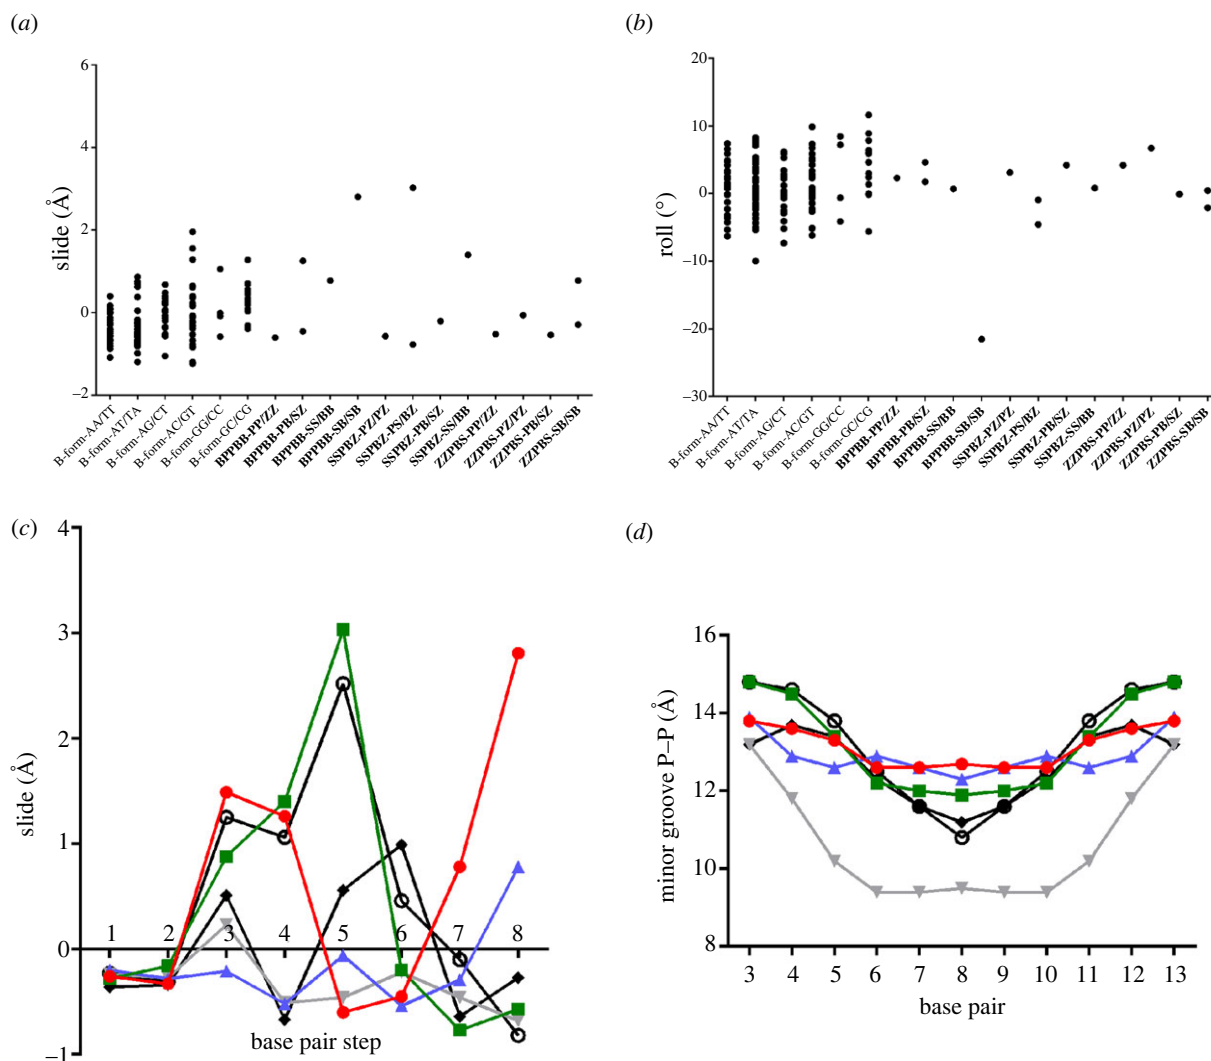 (a)
6
4
2
0
–2
slide (Å)
B-form-AA/TT
B-form-AT/TA
B-form-AG/CT
B-form-AC/GT
B-form-GG/CC
B-form-GC/CG
BPPBB-PP/ZZ
BPPBB-PB/SZ
BPPBB-SS/BB
BPPBB-SB/SB
SSPBZ-PZ/PZ
SSPBZ-PS/BZ
SSPBZ-PB/SZ
SSPBZ-SS/BB
ZZPBS-PP/ZZ
ZZPBS-PZ/PZ
ZZPBS-PB/SZ
ZZPBS-SB/SB
(b)
20
10
0
–10
–20
–30
roll (°)
B-form-AA/TT
B-form-AT/TA
B-form-AG/CT
B-form-AC/GT
B-form-GG/CC
B-form-GC/CG
BPPBB-PP/ZZ
BPPBB-PB/SZ
BPPBB-SS/BB
BPPBB-SB/SB
SSPBZ-PZ/PZ
SSPBZ-PS/BZ
SSPBZ-PB/SZ
SSPBZ-SS/BB
ZZPBS-PP/ZZ
ZZPBS-PZ/PZ
ZZPBS-PB/SZ
ZZPBS-SB/SB
(c)
4
3
2
1
0
–1
slide (Å)
1 2 3 4 5 6 7 8
base pair step
(d)
16
14
12
10
8
minor groove P–P (Å)
3 4 5 6 7 8 9 10 11 12 13
base pair